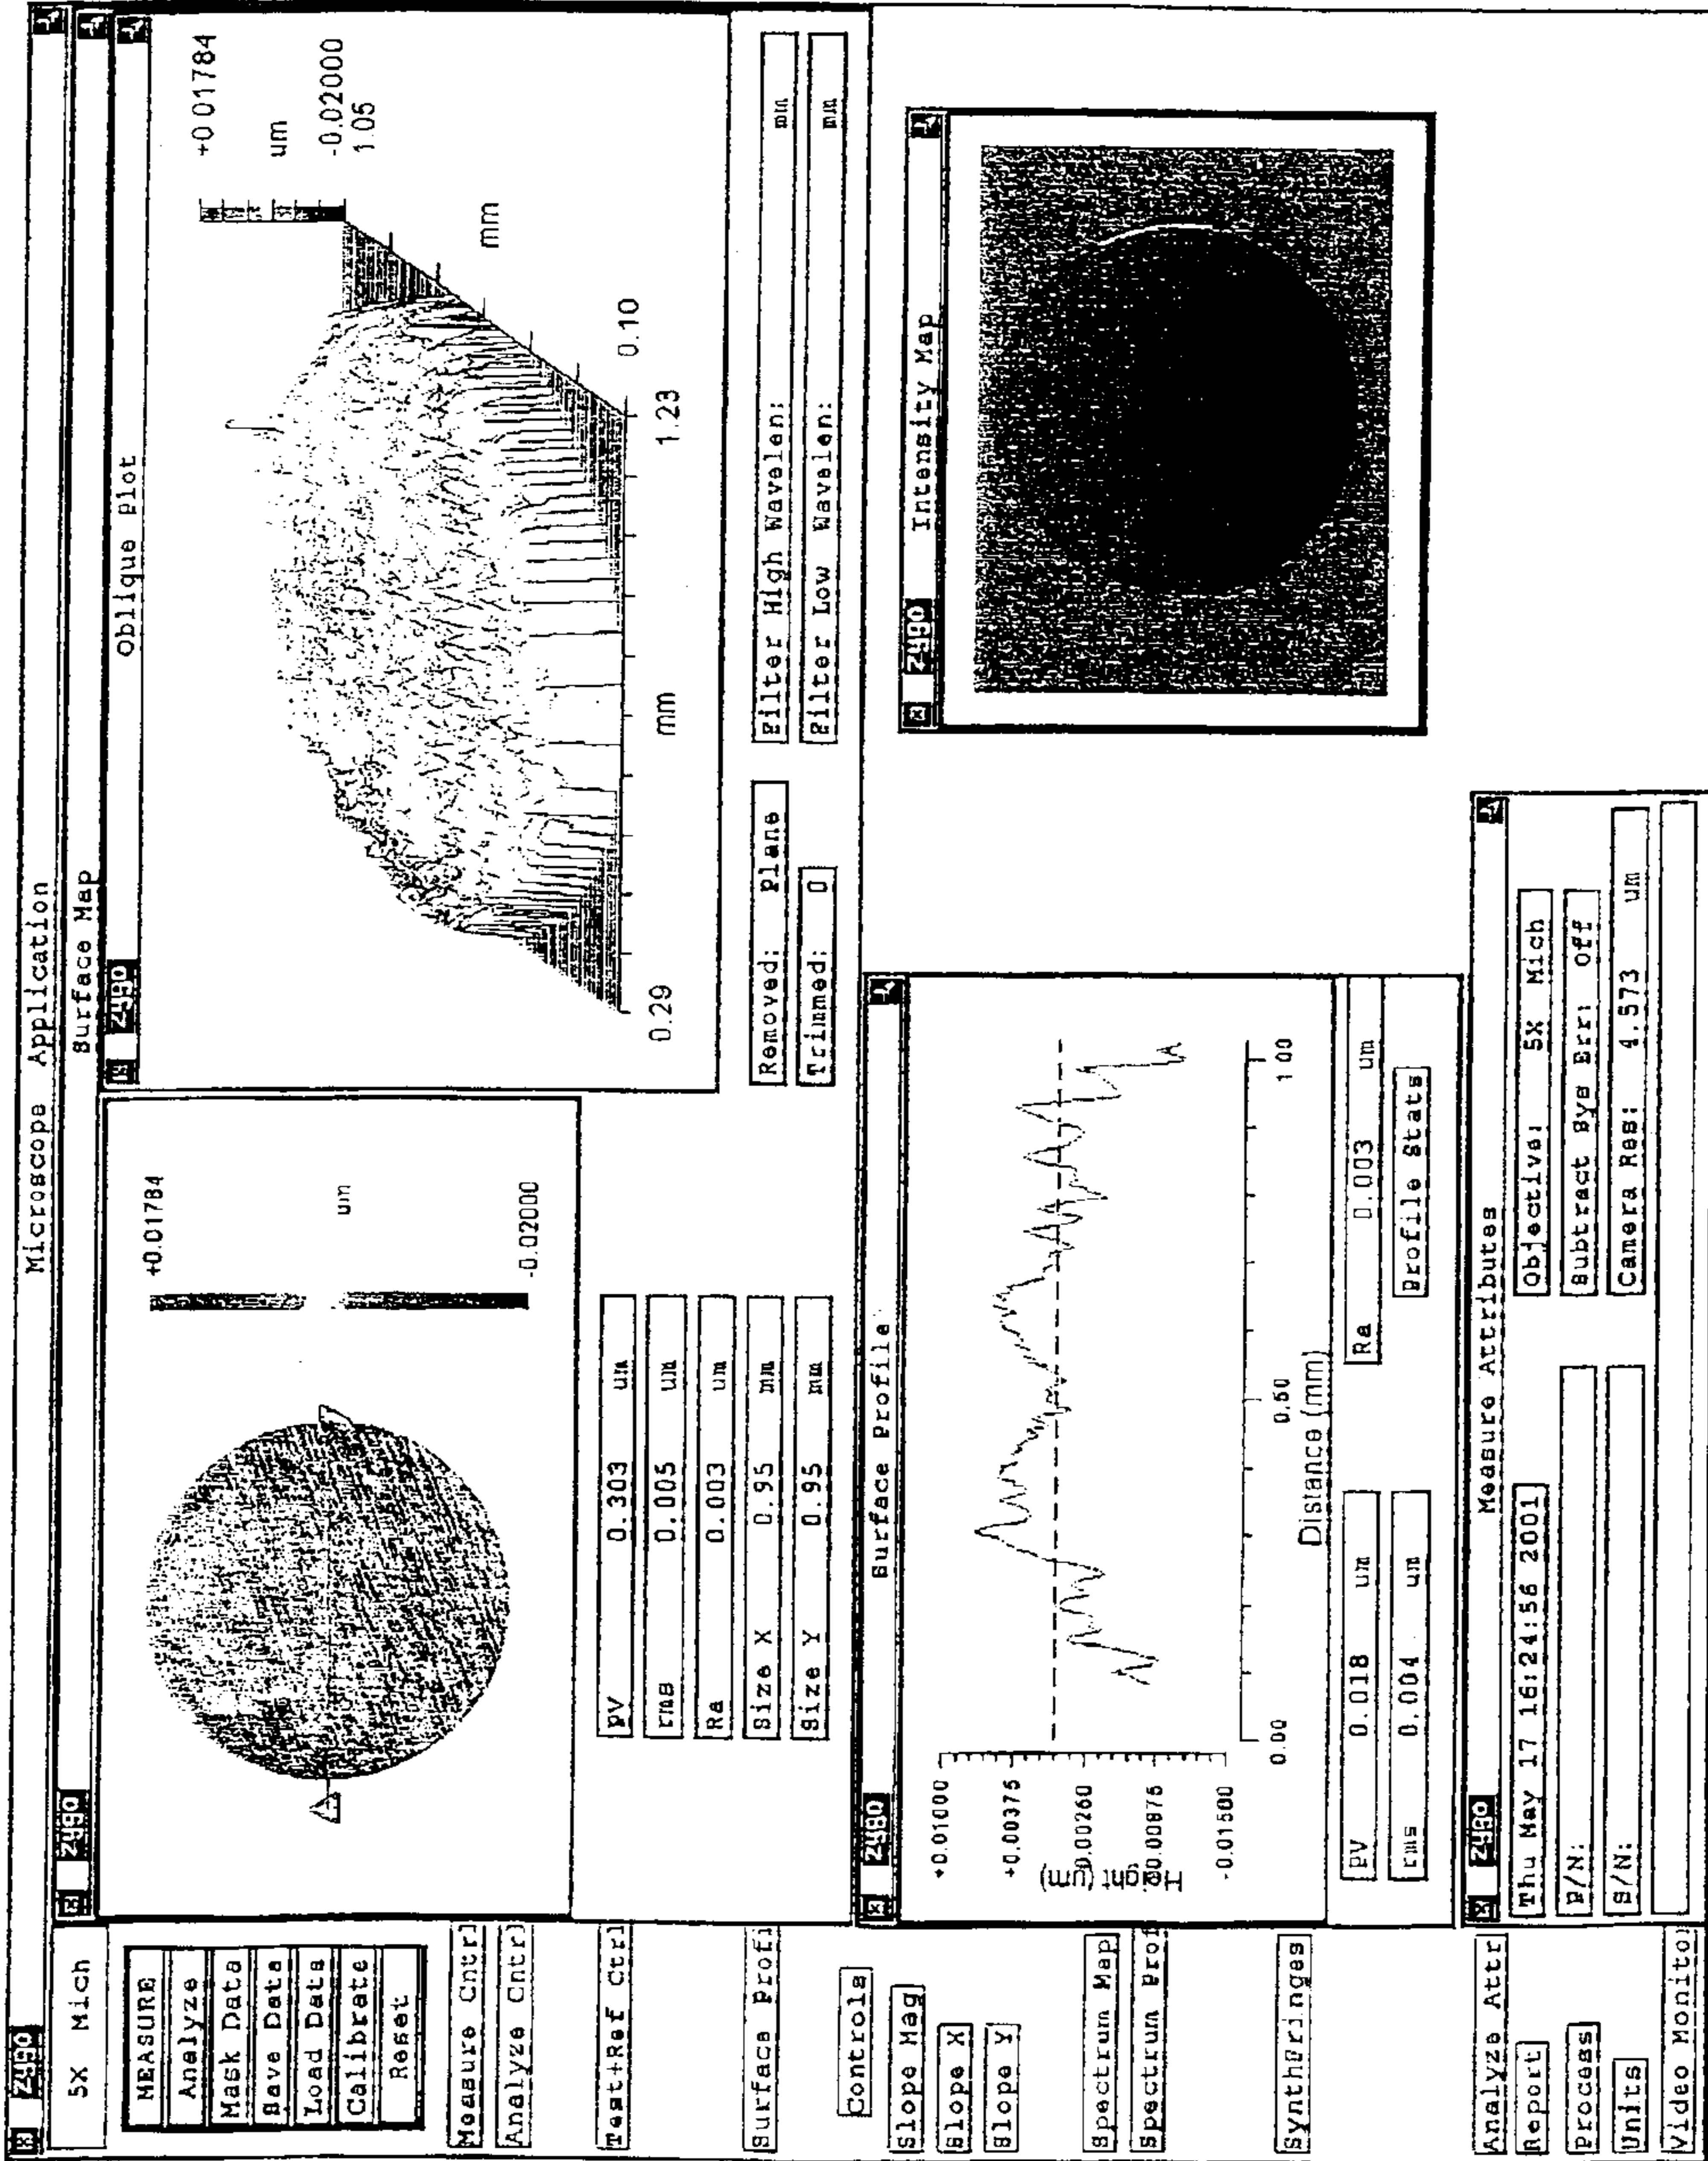 Zygo
Microscope Application
5X Mich
MEASURE
Analyze
Mask Data
Save Data
Load Data
Calibrate
Reset
Measure Cntrl
Analyze Cntrl
Test+Ref Ctrl
Surface Profi
Controls
Slope Mag
Slope X
Slope Y
Spectrum Map
Spectrum Prof
Synthfringes
Analyze Attr
Report
Process
Units
Video Monitor
Zygo
Surface Map
+0.01784
um
-0.02000
PV 0.303 um
rms 0.005 um
Ra 0.003 um
Size X 0.95 mm
Size Y 0.95 mm
Zygo
Oblique Plot
+0 01784
um
-0.02000
1.05
mm
0.10
1.23
mm
0.29
Removed: Plane
Trimmed: 0
Filter High Wavelen: mm
Filter Low Wavelen: mm
Zygo
Surface Profile
+0.01000
+0.00375
0.00250
0.00875
-0.01500
Height (um)
0.00
0.50
1 00
Distance (mm)
PV 0.018 um
rms 0.004 um
Ra 0.003 um
Profile Stats
Zygo
Intensity Map
Zygo
Measure Attributes
Thu May 17 16:24:56 2001
P/N:
S/N:
Objective: 5X Mich
Subtract Sys Err: Off
Camera Res: 4.573 um